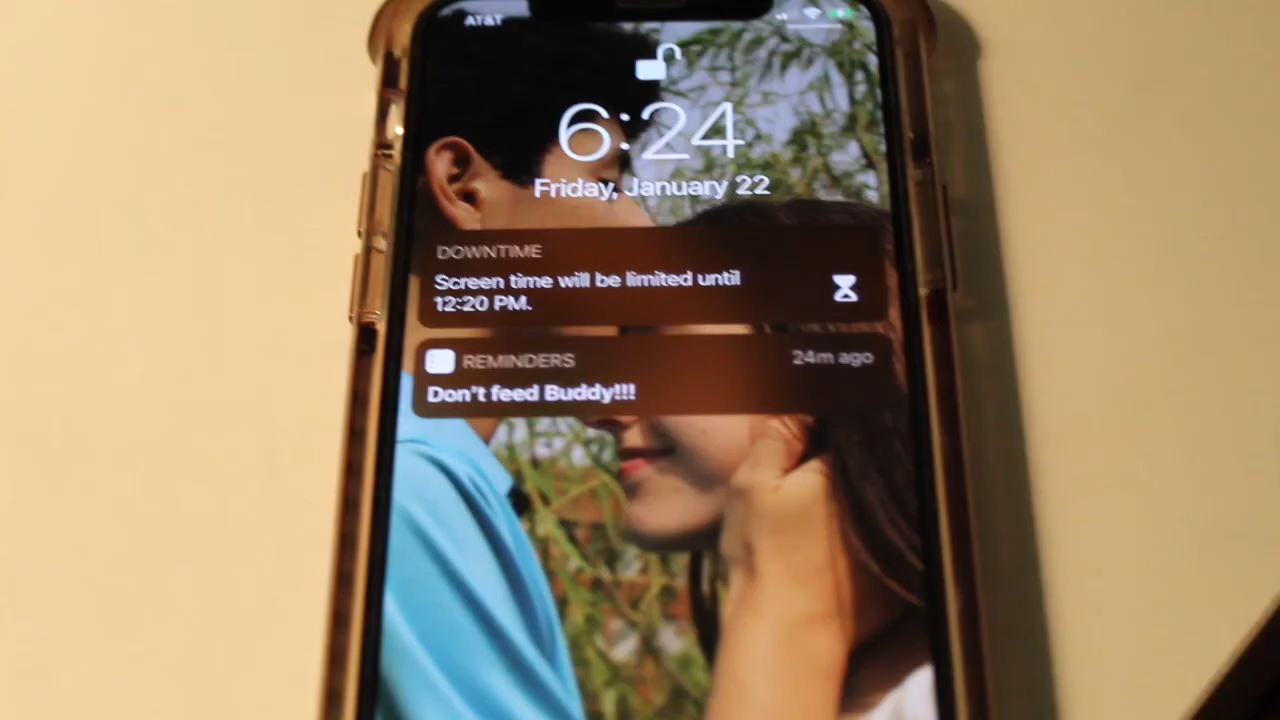 AT&T
6:24
Friday, January 22
DOWNTIME
Screen time will be limited until
12:20 PM.
REMINDERS 24m ago
Don't feed Buddy!!!